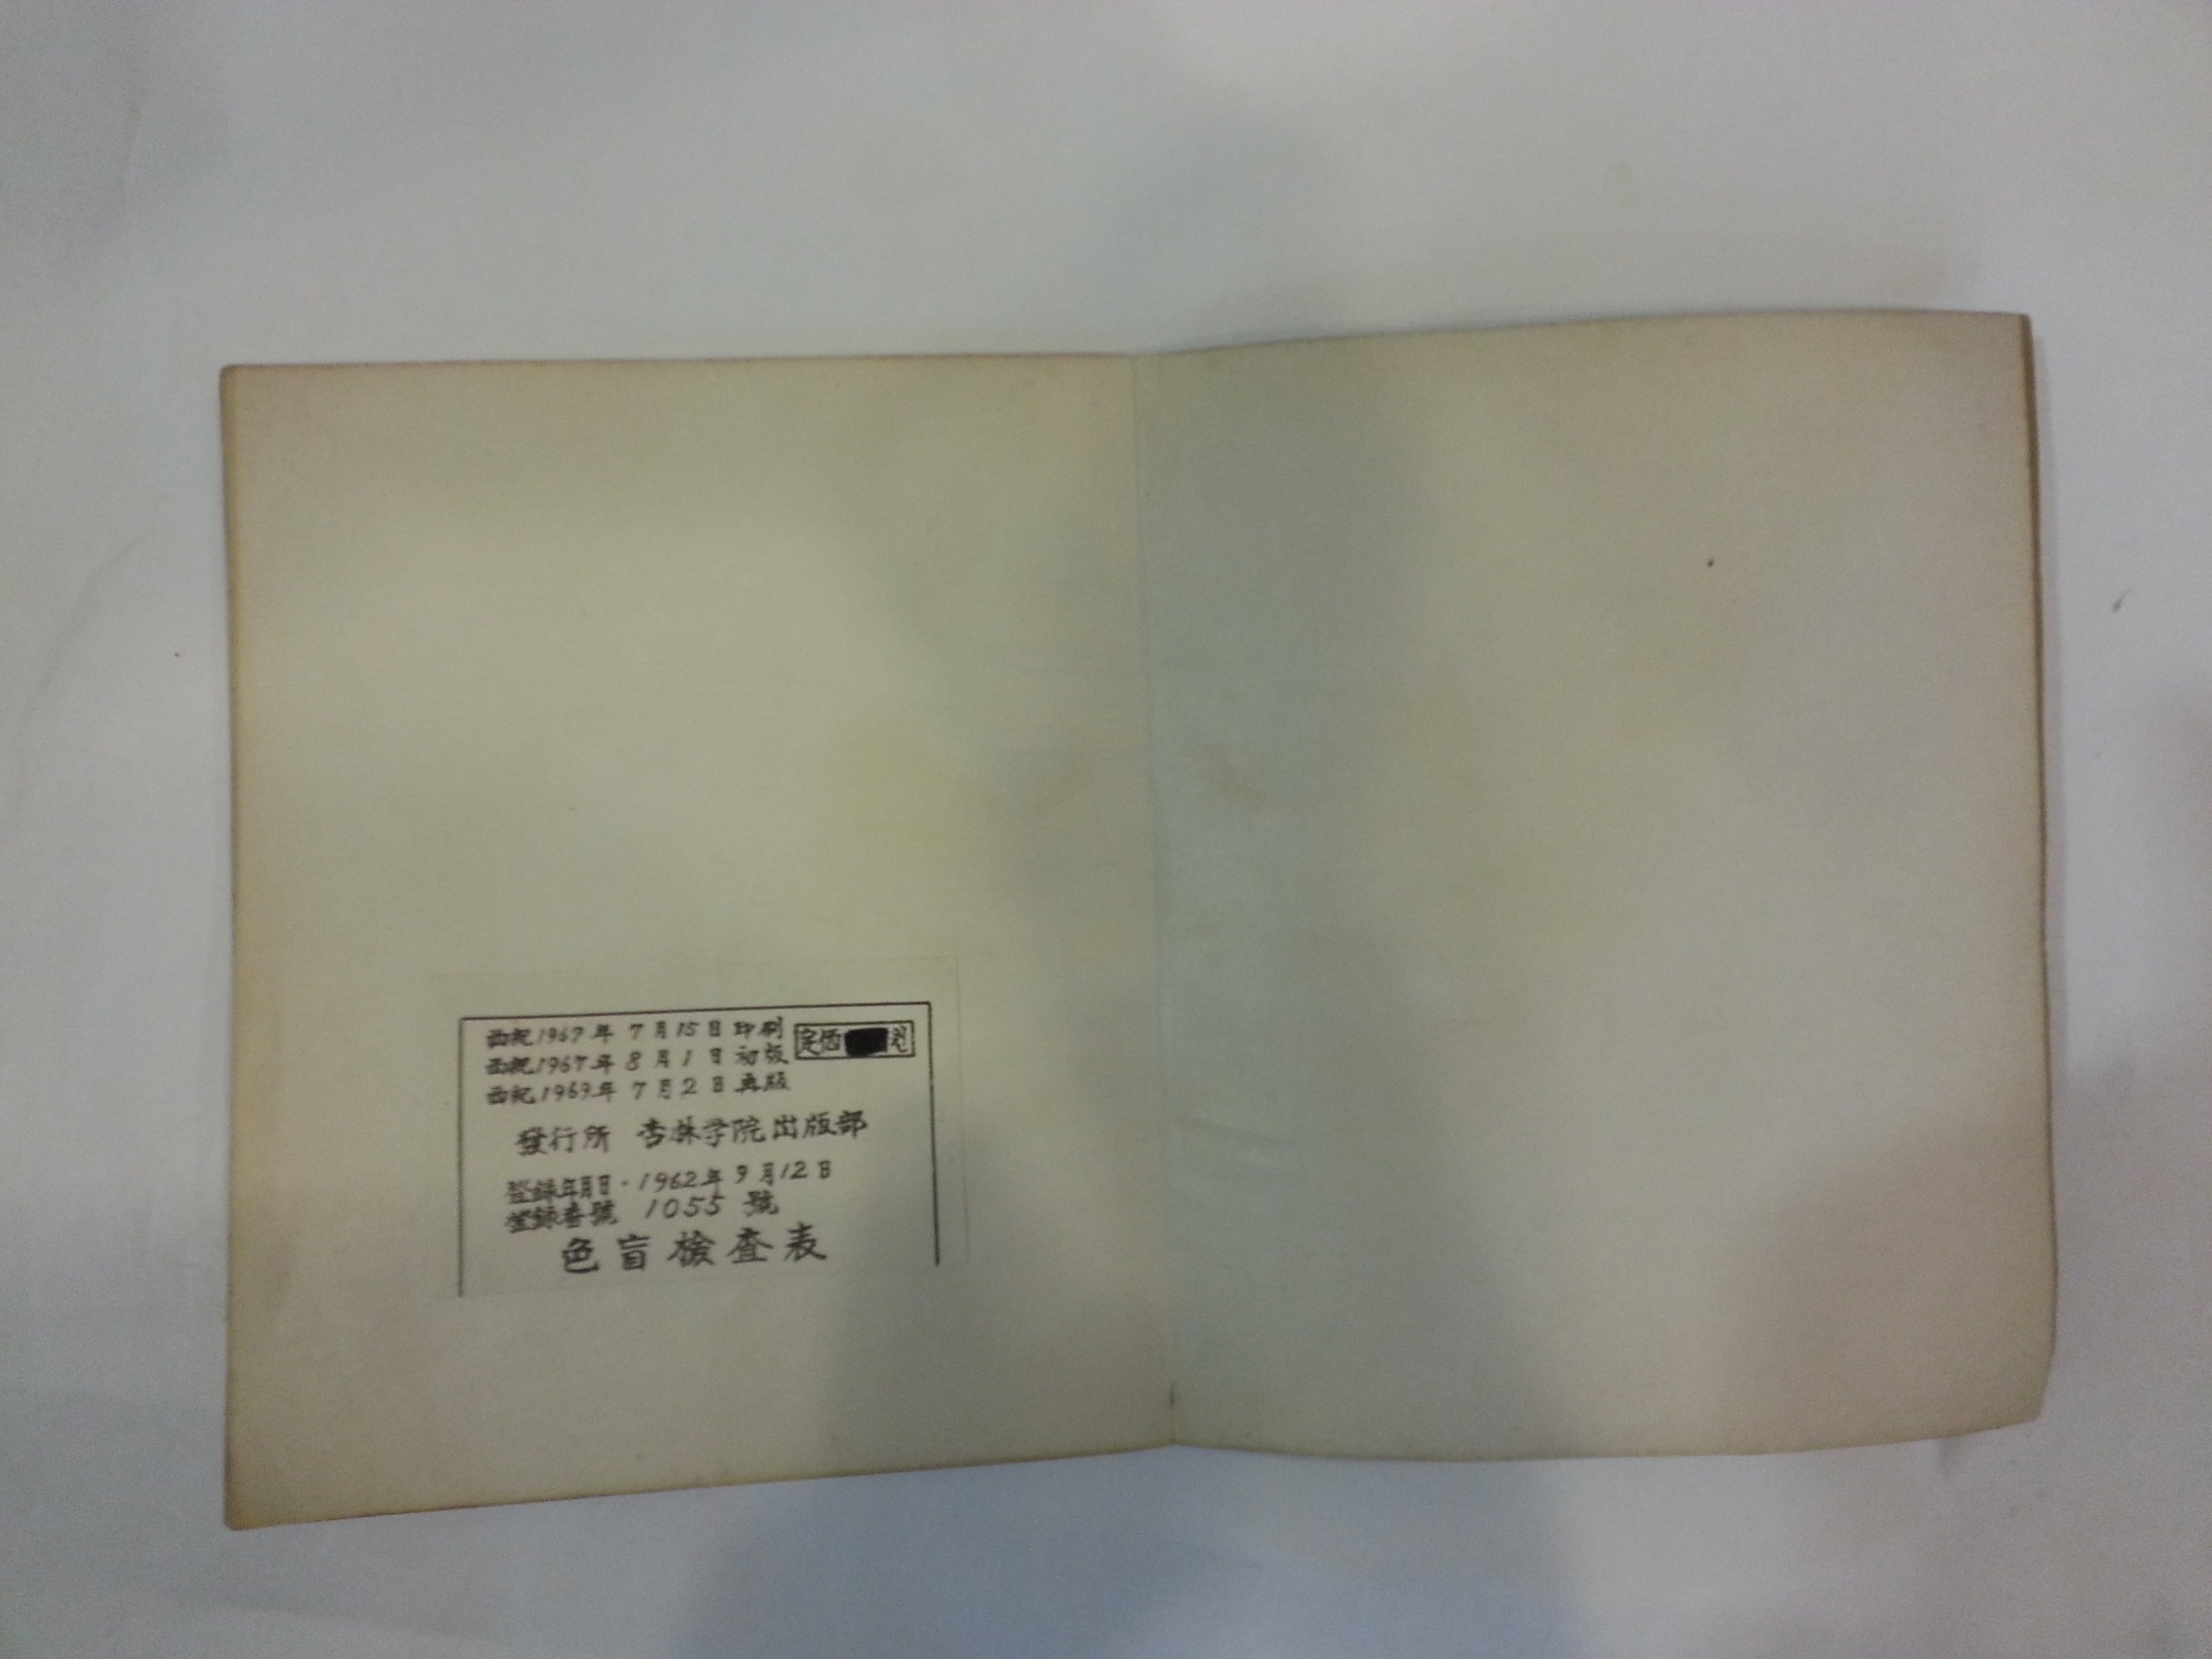 西紀1967年 7月15日 印刷
西紀1967年 8月1日 初版
西紀1969年 7月2日 再版
定価 원
發行所 杏林学院出版部
登録年月日・1962年9月12日
登録番號 1055 號
色盲檢査表